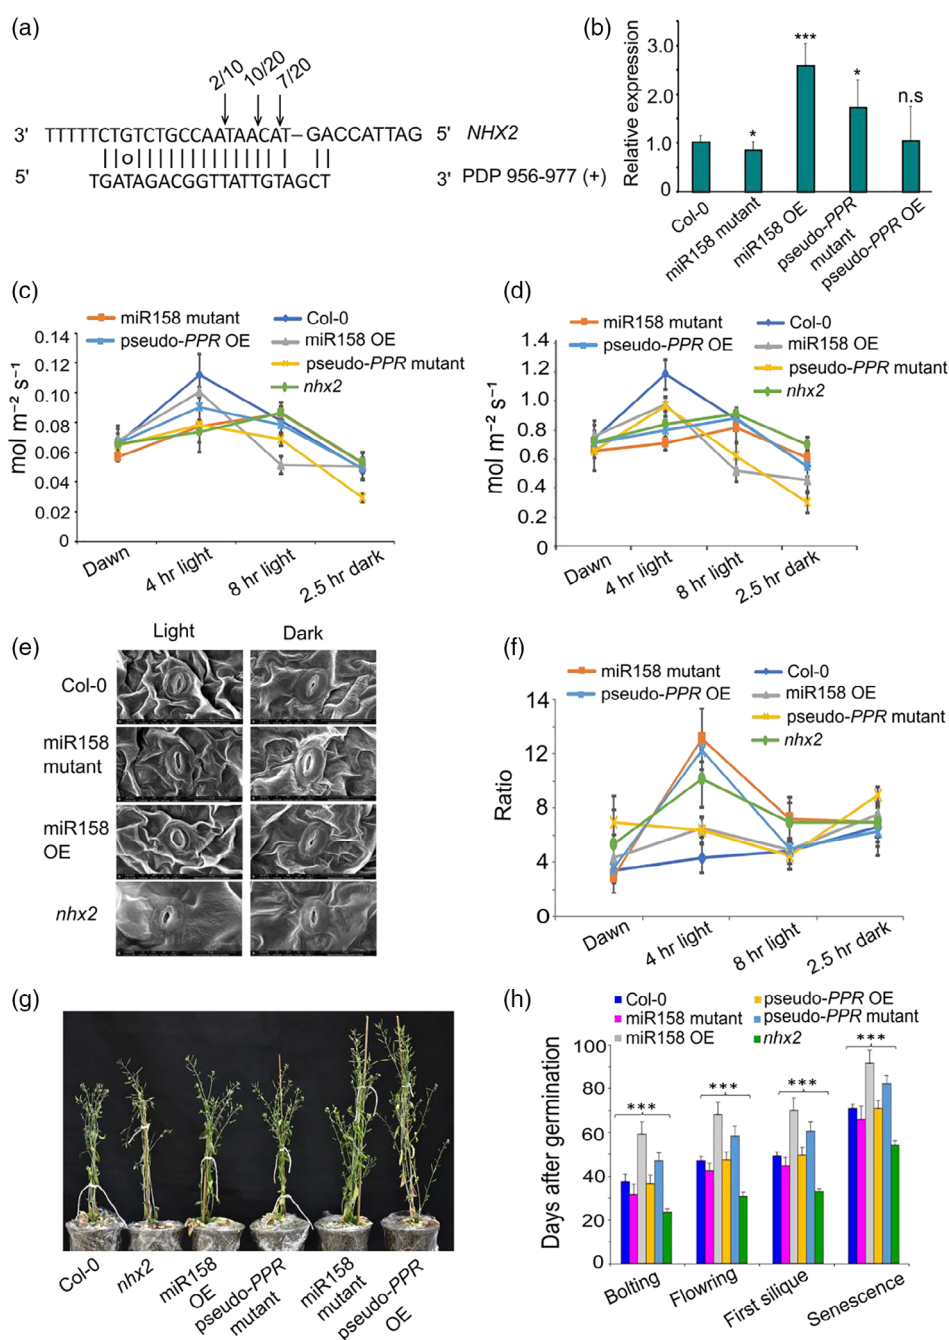 (a)
2/10 10/20 7/20
3' TTTTTCTGTCTGCCAATAACAT–GACCATTAG 5' NHX2
5' TGATAGACGGTTATTGTAGCT 3' PDP 956-977 (+)
(b)
Relative expression
3.0
2.0
1.0
0
*
***
*
n.s
Col-0
miR158 mutant
miR158 OE
pseudo-PPR
mutant
pseudo-PPR OE
(c)
miR158 mutant
Col-0
pseudo-PPR OE
miR158 OE
pseudo-PPR mutant
nhx2
mol m⁻² s⁻¹
0.14
0.12
0.10
0.08
0.06
0.04
0.02
0
Dawn
4 hr light
8 hr light
2.5 hr dark
(d)
miR158 mutant
Col-0
pseudo-PPR OE
miR158 OE
pseudo-PPR mutant
nhx2
mol m⁻² s⁻¹
1.4
1.2
1.0
0.8
0.6
0.4
0.2
0
Dawn
4 hr light
8 hr light
2.5 hr dark
(e)
Light Dark
Col-0
miR158
mutant
miR158
OE
nhx2
(f)
miR158 mutant
Col-0
pseudo-PPR OE
miR158 OE
pseudo-PPR mutant
nhx2
Ratio
14
12
8
4
0
Dawn
4 hr light
8 hr light
2.5 hr dark
(g)
Col-0
nhx2
miR158
OE
pseudo-PPR
mutant
miR158
mutant
pseudo-PPR
OE
(h)
Col-0
pseudo-PPR OE
miR158 mutant
pseudo-PPR mutant
miR158 OE
nhx2
Days after germination
100
80
60
40
20
0
***
***
***
***
Bolting
Flowring
First silique
Senescence